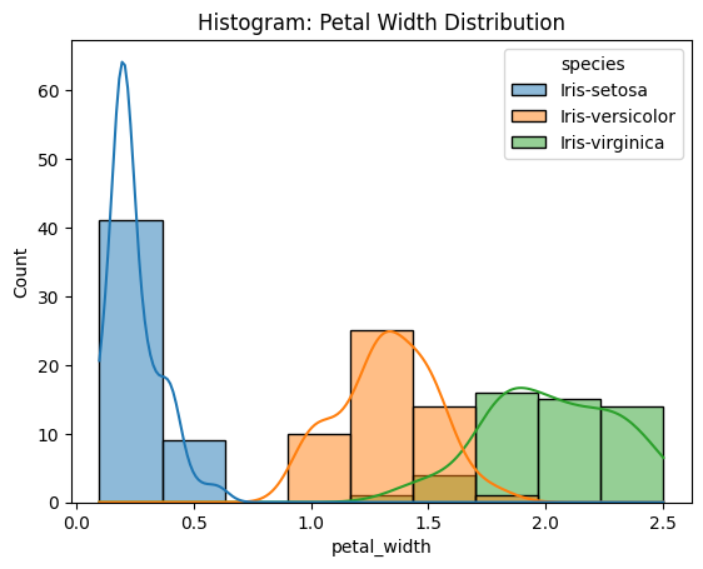 Histogram: Petal Width Distribution
species
Iris-setosa
Iris-versicolor
Iris-virginica
Count
60
50
40
30
20
10
0
0.0 0.5 1.0 1.5 2.0 2.5
petal_width